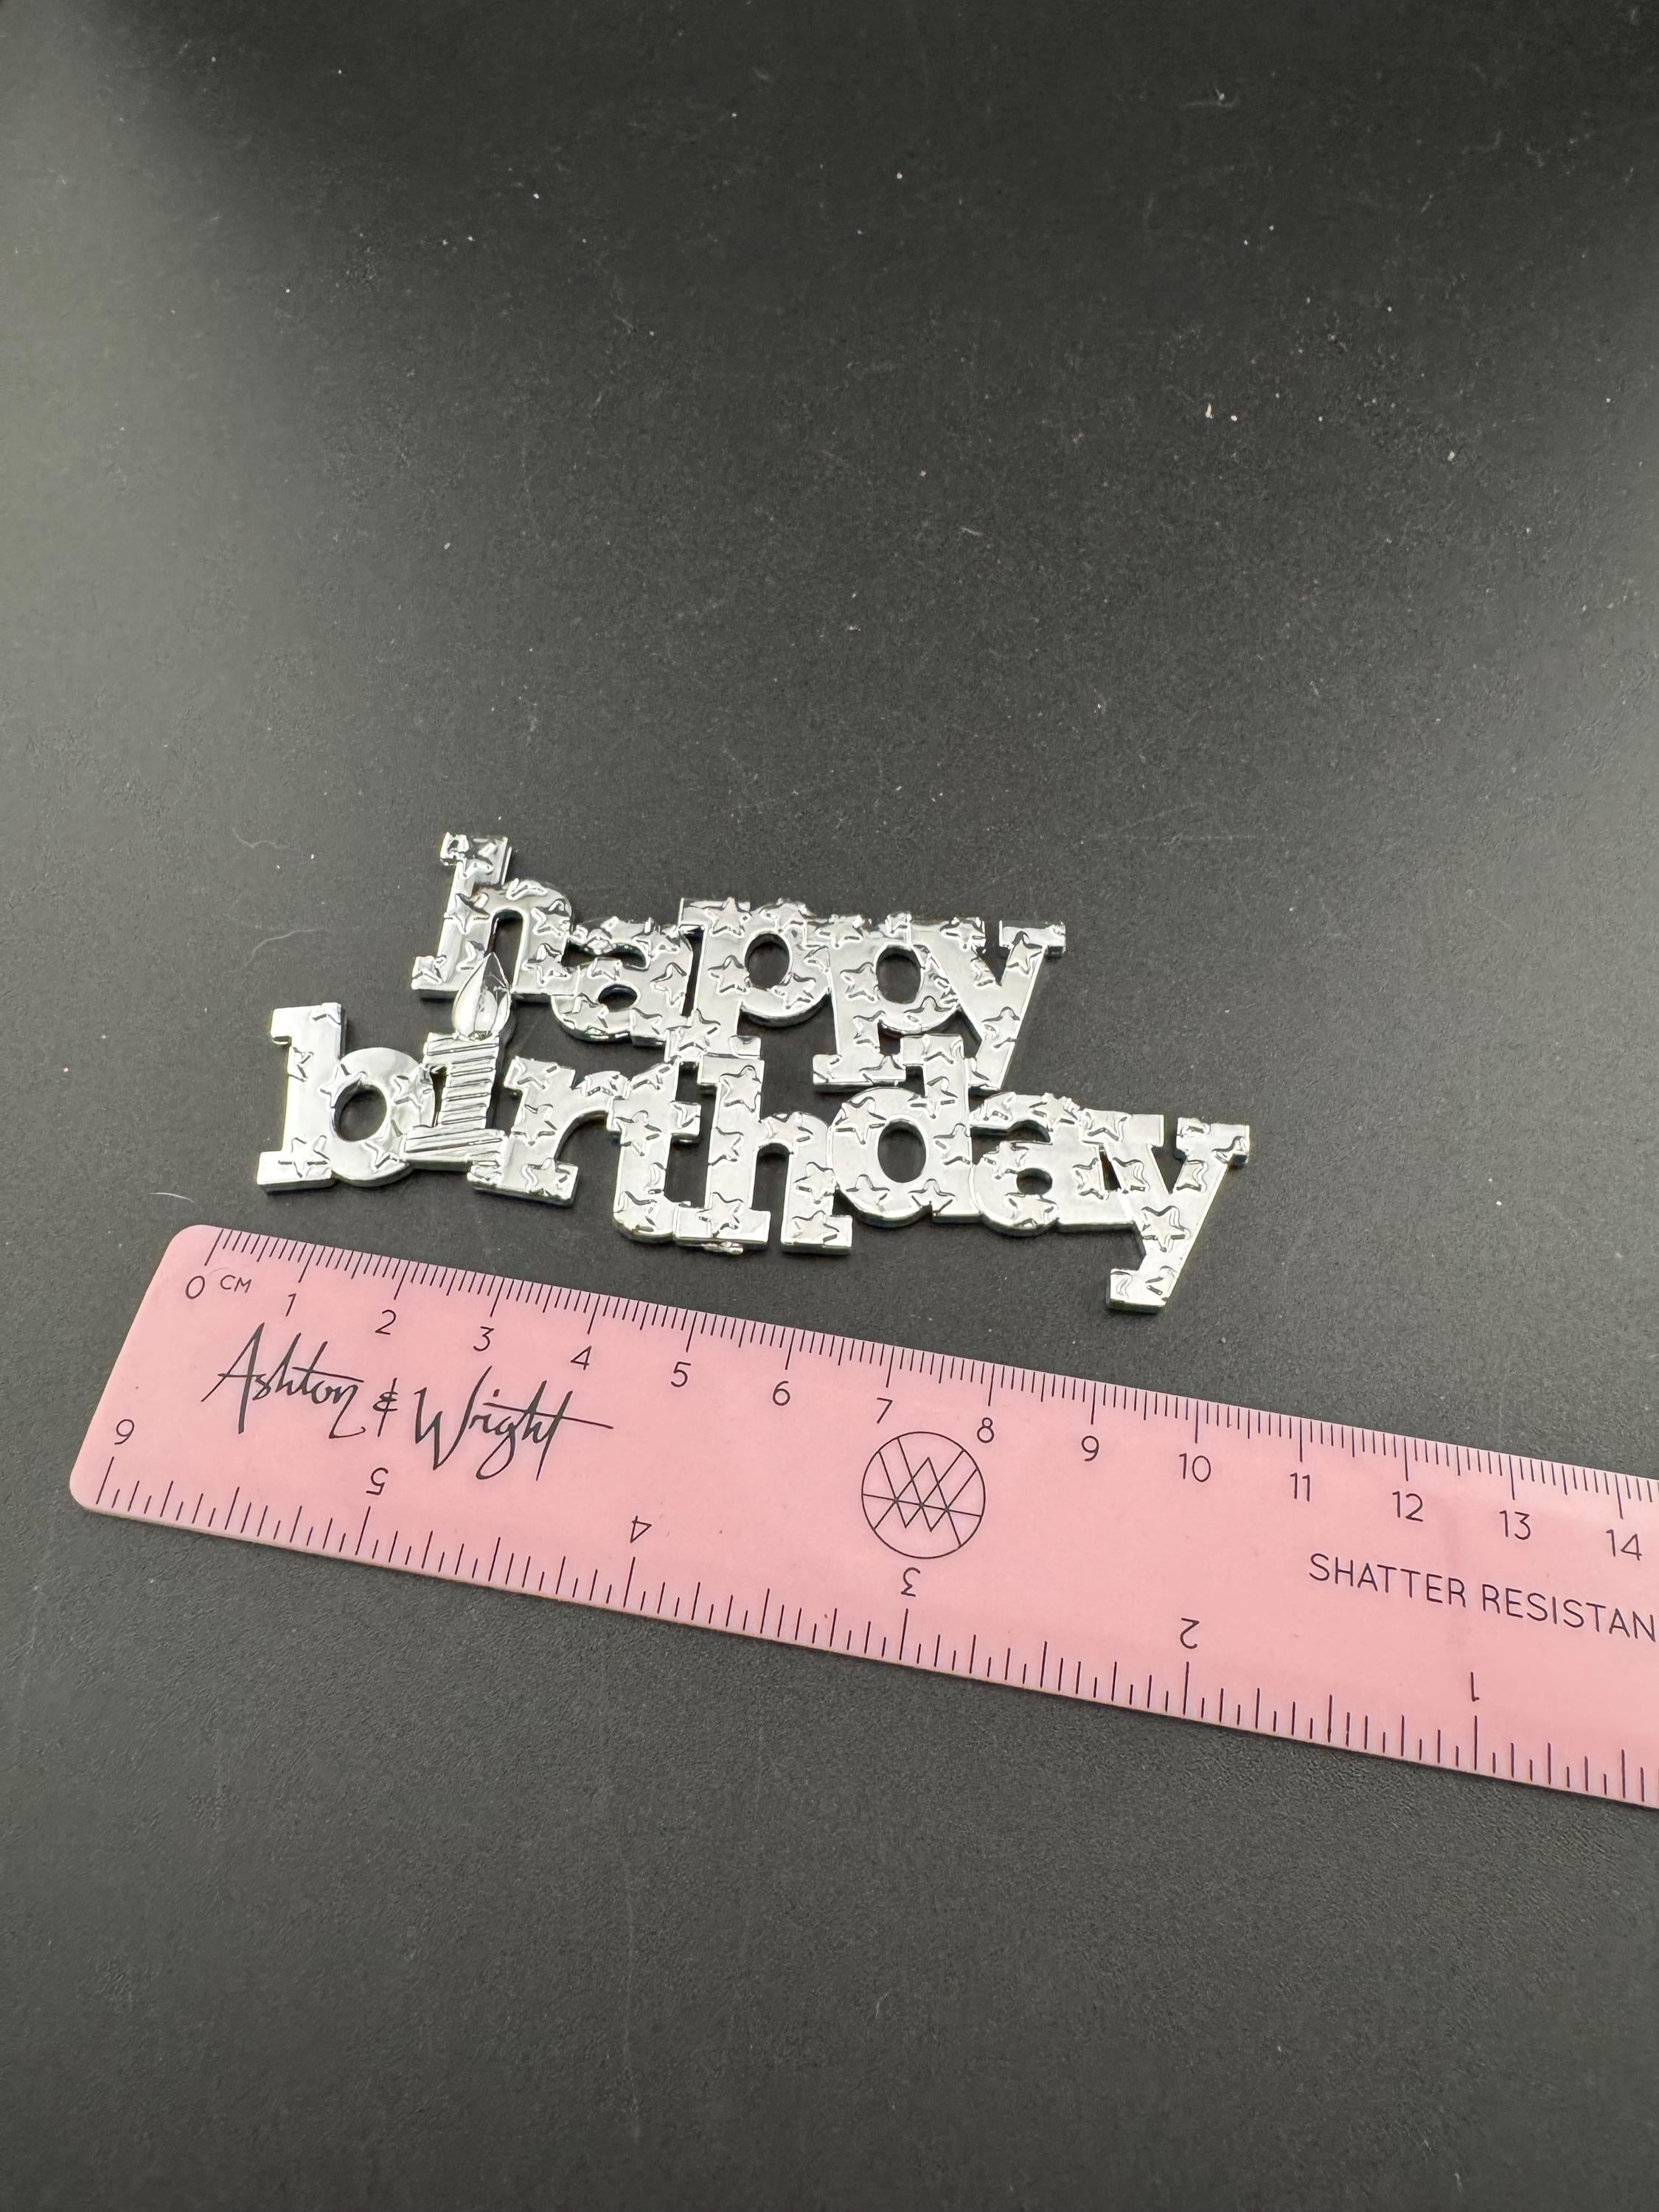 happy
birthday
0 CM 1 2 3 4 5 6 7 8 9 10 11 12 13 14
Ashton & Wright
SHATTER RESISTAN
6 5 4 3 2 1